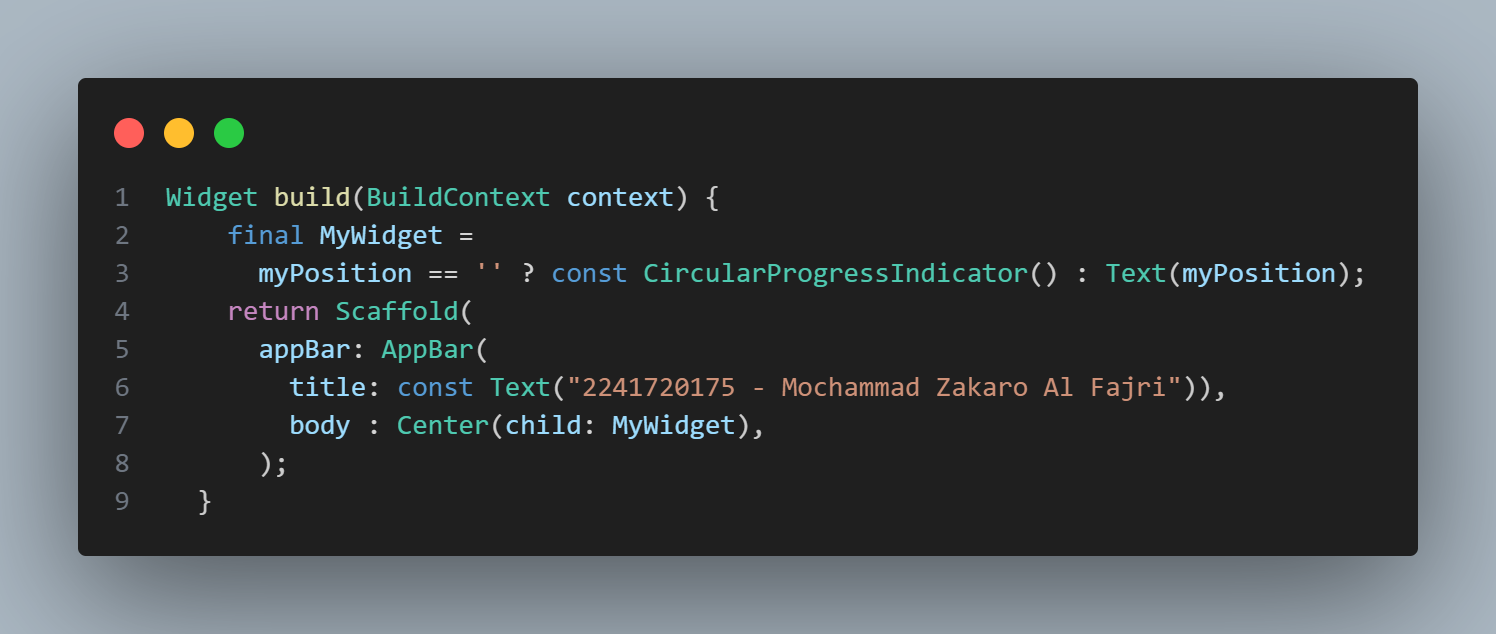 1 Widget build(BuildContext context) {
2     final MyWidget =
3       myPosition == '' ? const CircularProgressIndicator() : Text(myPosition);
4     return Scaffold(
5       appBar: AppBar(
6         title: const Text("2241720175 - Mochammad Zakaro Al Fajri")),
7         body : Center(child: MyWidget),
8       );
9   }